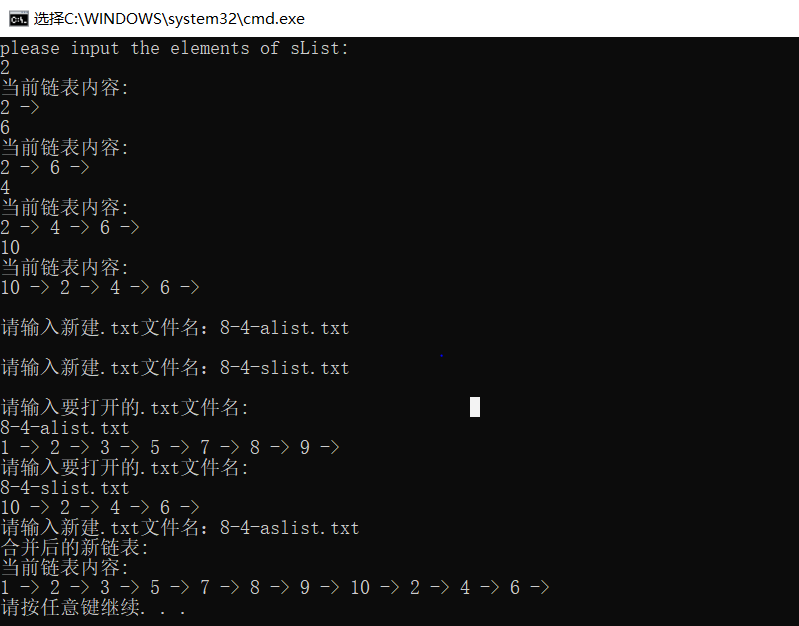 选择C:\WINDOWS\system32\cmd.exe
please input the elements of sList:
2
当前链表内容:
2 ->
6
当前链表内容:
2 -> 6 ->
4
当前链表内容:
2 -> 4 -> 6 ->
10
当前链表内容:
10 -> 2 -> 4 -> 6 ->
请输入新建.txt文件名: 8-4-alist.txt
请输入新建.txt文件名: 8-4-slist.txt
请输入要打开的.txt文件名:
8-4-alist.txt
1 -> 2 -> 3 -> 5 -> 7 -> 8 -> 9 ->
请输入要打开的.txt文件名:
8-4-slist.txt
10 -> 2 -> 4 -> 6 ->
请输入新建.txt文件名: 8-4-aslist.txt
合并后的新链表:
当前链表内容:
1 -> 2 -> 3 -> 5 -> 7 -> 8 -> 9 -> 10 -> 2 -> 4 -> 6 ->
请按任意键继续. . .